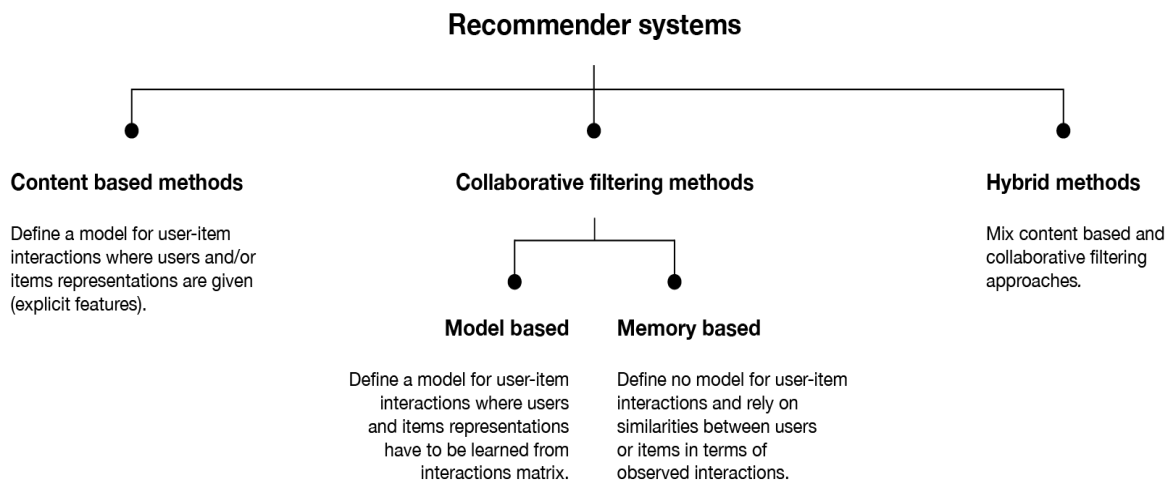 Recommender systems
Content based methods
Define a model for user-item
interactions where users and/or
items representations are given
(explicit features).
Collaborative filtering methods
Model based
Define a model for user-item
interactions where users
and items representations
have to be learned from
interactions matrix.
Memory based
Define no model for user-item
interactions and rely on
similarities between users
or items in terms of
observed interactions.
Hybrid methods
Mix content based and
collaborative filtering
approaches.